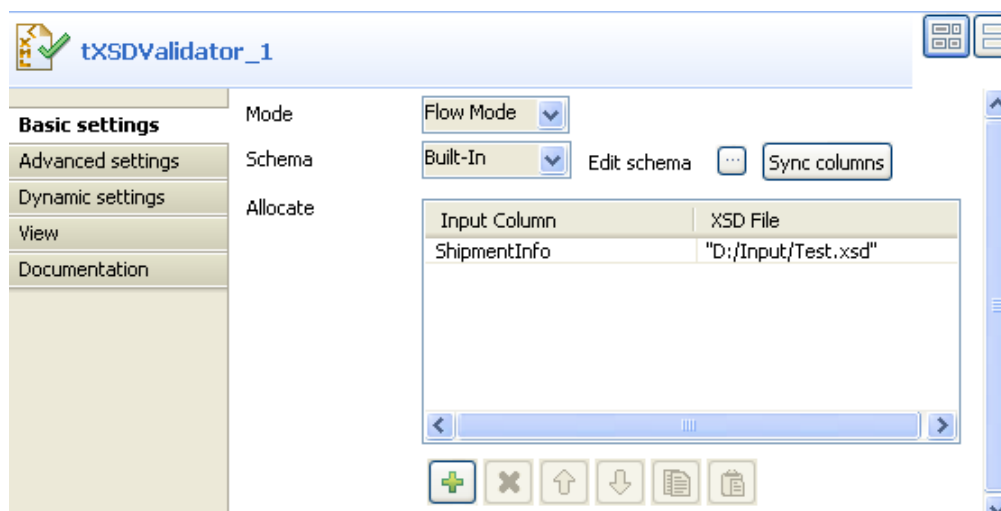 tXSDValidator_1
Basic settings
Advanced settings
Dynamic settings
View
Documentation
Mode Flow Mode
Schema Built-In Edit schema ... Sync columns
Allocate
Input Column XSD File
ShipmentInfo "D:/Input/Test.xsd"